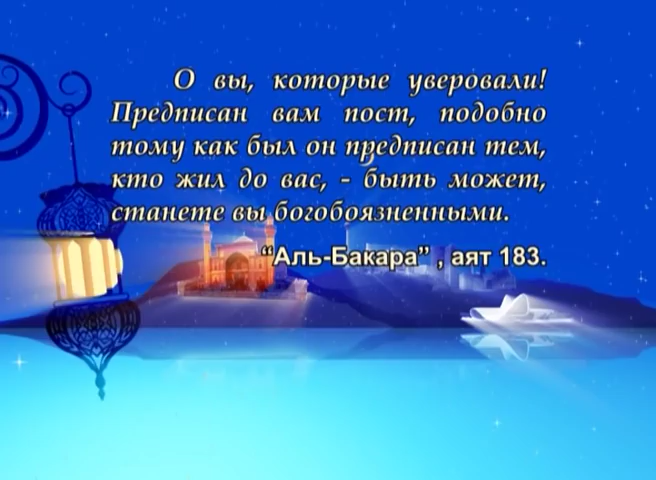 О вы, которые уверовали!
Предписан вам пост, подобно
тому как был он предписан тем,
кто жил до вас, - быть может,
станете вы богобоязненными.
“Аль-Бакара” , аят 183.